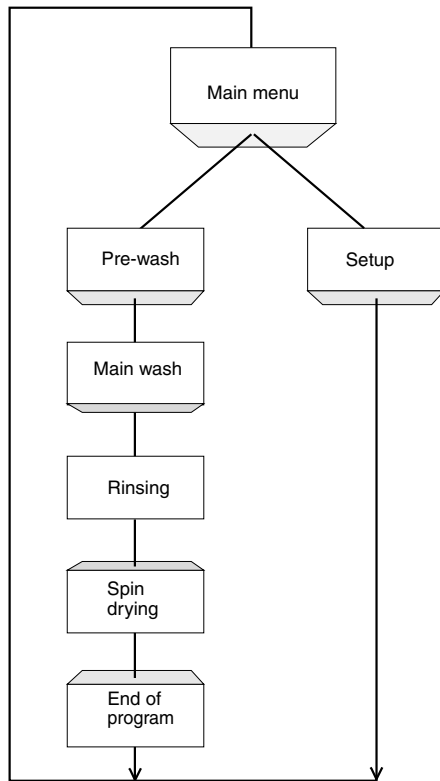 Main menu
Pre-wash
Setup
Main wash
Rinsing
Spin
drying
End of
program